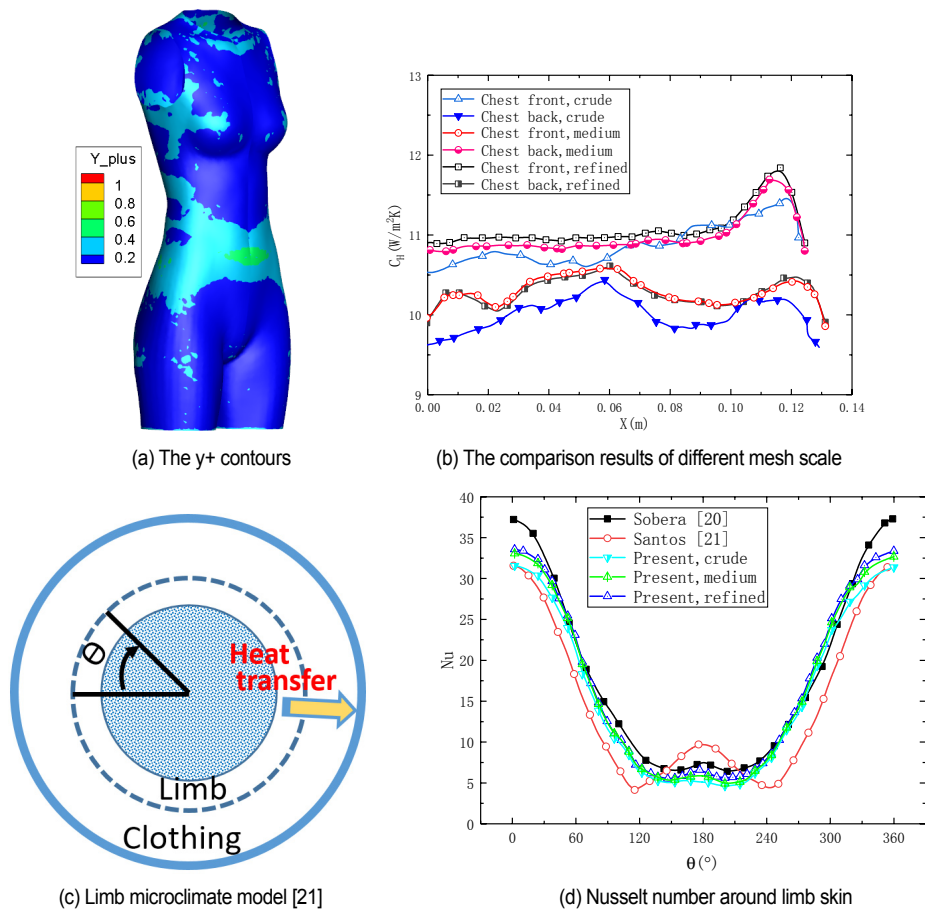 Y_plus
1
0.8
0.6
0.4
0.2
(a) The y+ contours
13
12
11
10
9
C_H (W/m²K)
Chest front,crude
Chest back,crude
Chest front,medium
Chest back,medium
Chest front,refined
Chest back,refined
0.00 0.02 0.04 0.06 0.08 0.10 0.12 0.14
X(m)
(b) The comparison results of different mesh scale
Θ
Heat
transfer
Limb
Clothing
(c) Limb microclimate model [21]
40
35
30
25
20
15
10
5
0
Nu
Sobera [20]
Santos [21]
Present,crude
Present,medium
Present,refined
0 60 120 180 240 300 360
θ(°)
(d) Nusselt number around limb skin